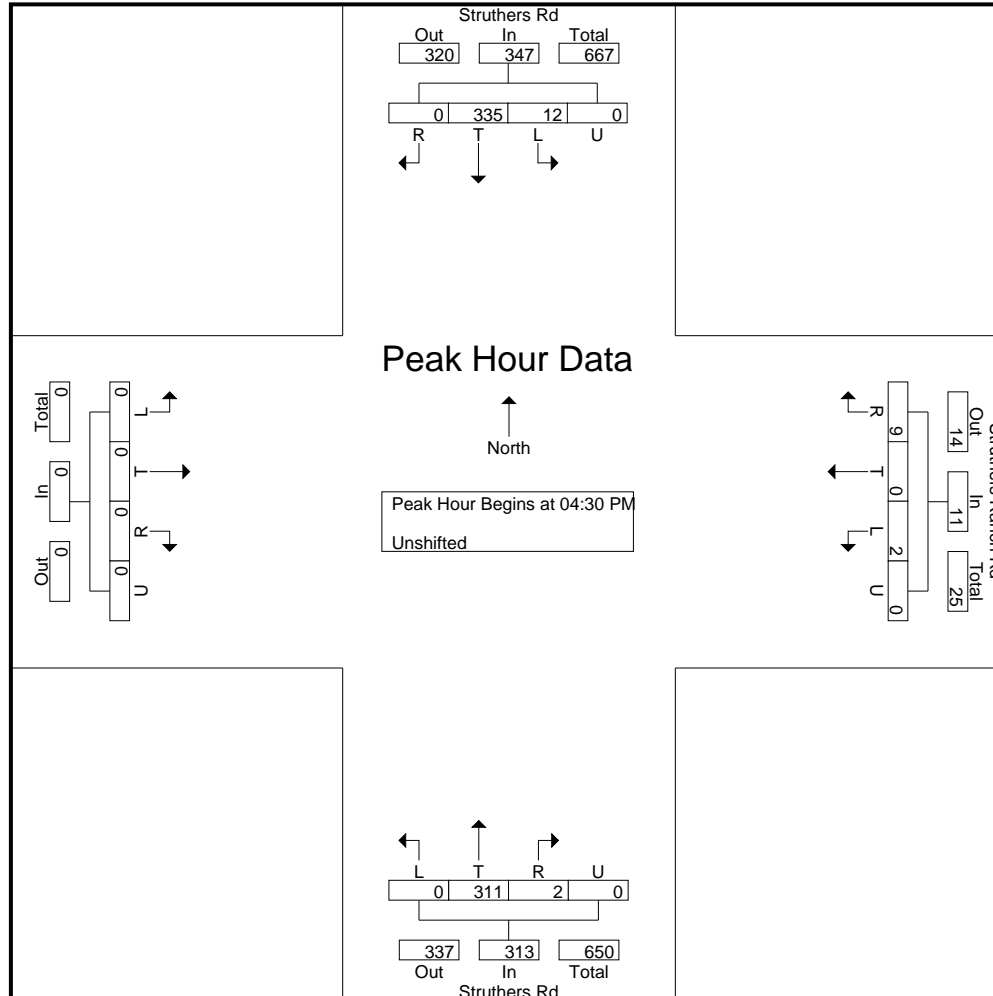 Struthers Rd
Out In Total
320 347 667
0 335 12 0
R T L U
Peak Hour Data
North
Peak Hour Begins at 04:30 PM
Unshifted
Total In Out
0 0 0
0 0 0 0
L T R U
R T L U
9 0 2 0
14 11 25
Out In Total
L T R U
0 311 2 0
337 313 650
Out In Total
Struthers Rd